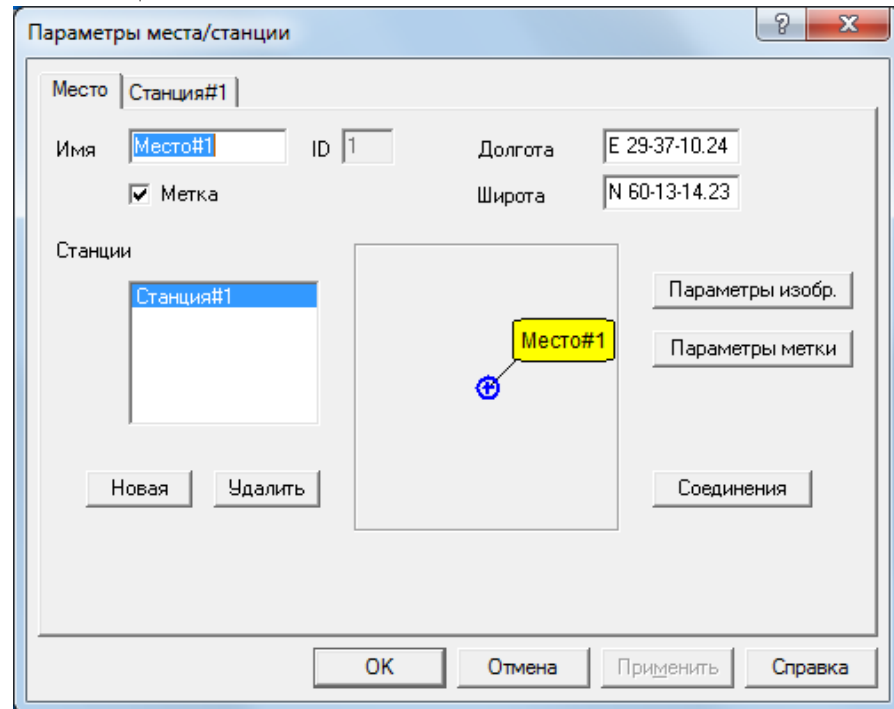 Параметры места/станции
Место Станция#1
Имя Место#1 ID 1 Долгота E 29-37-10.24
Метка Широта N 60-13-14.23
Станции
Станция#1 Параметры изобр.
Место#1 Параметры метки
Новая Удалить Соединения
OK Отмена Применить Справка